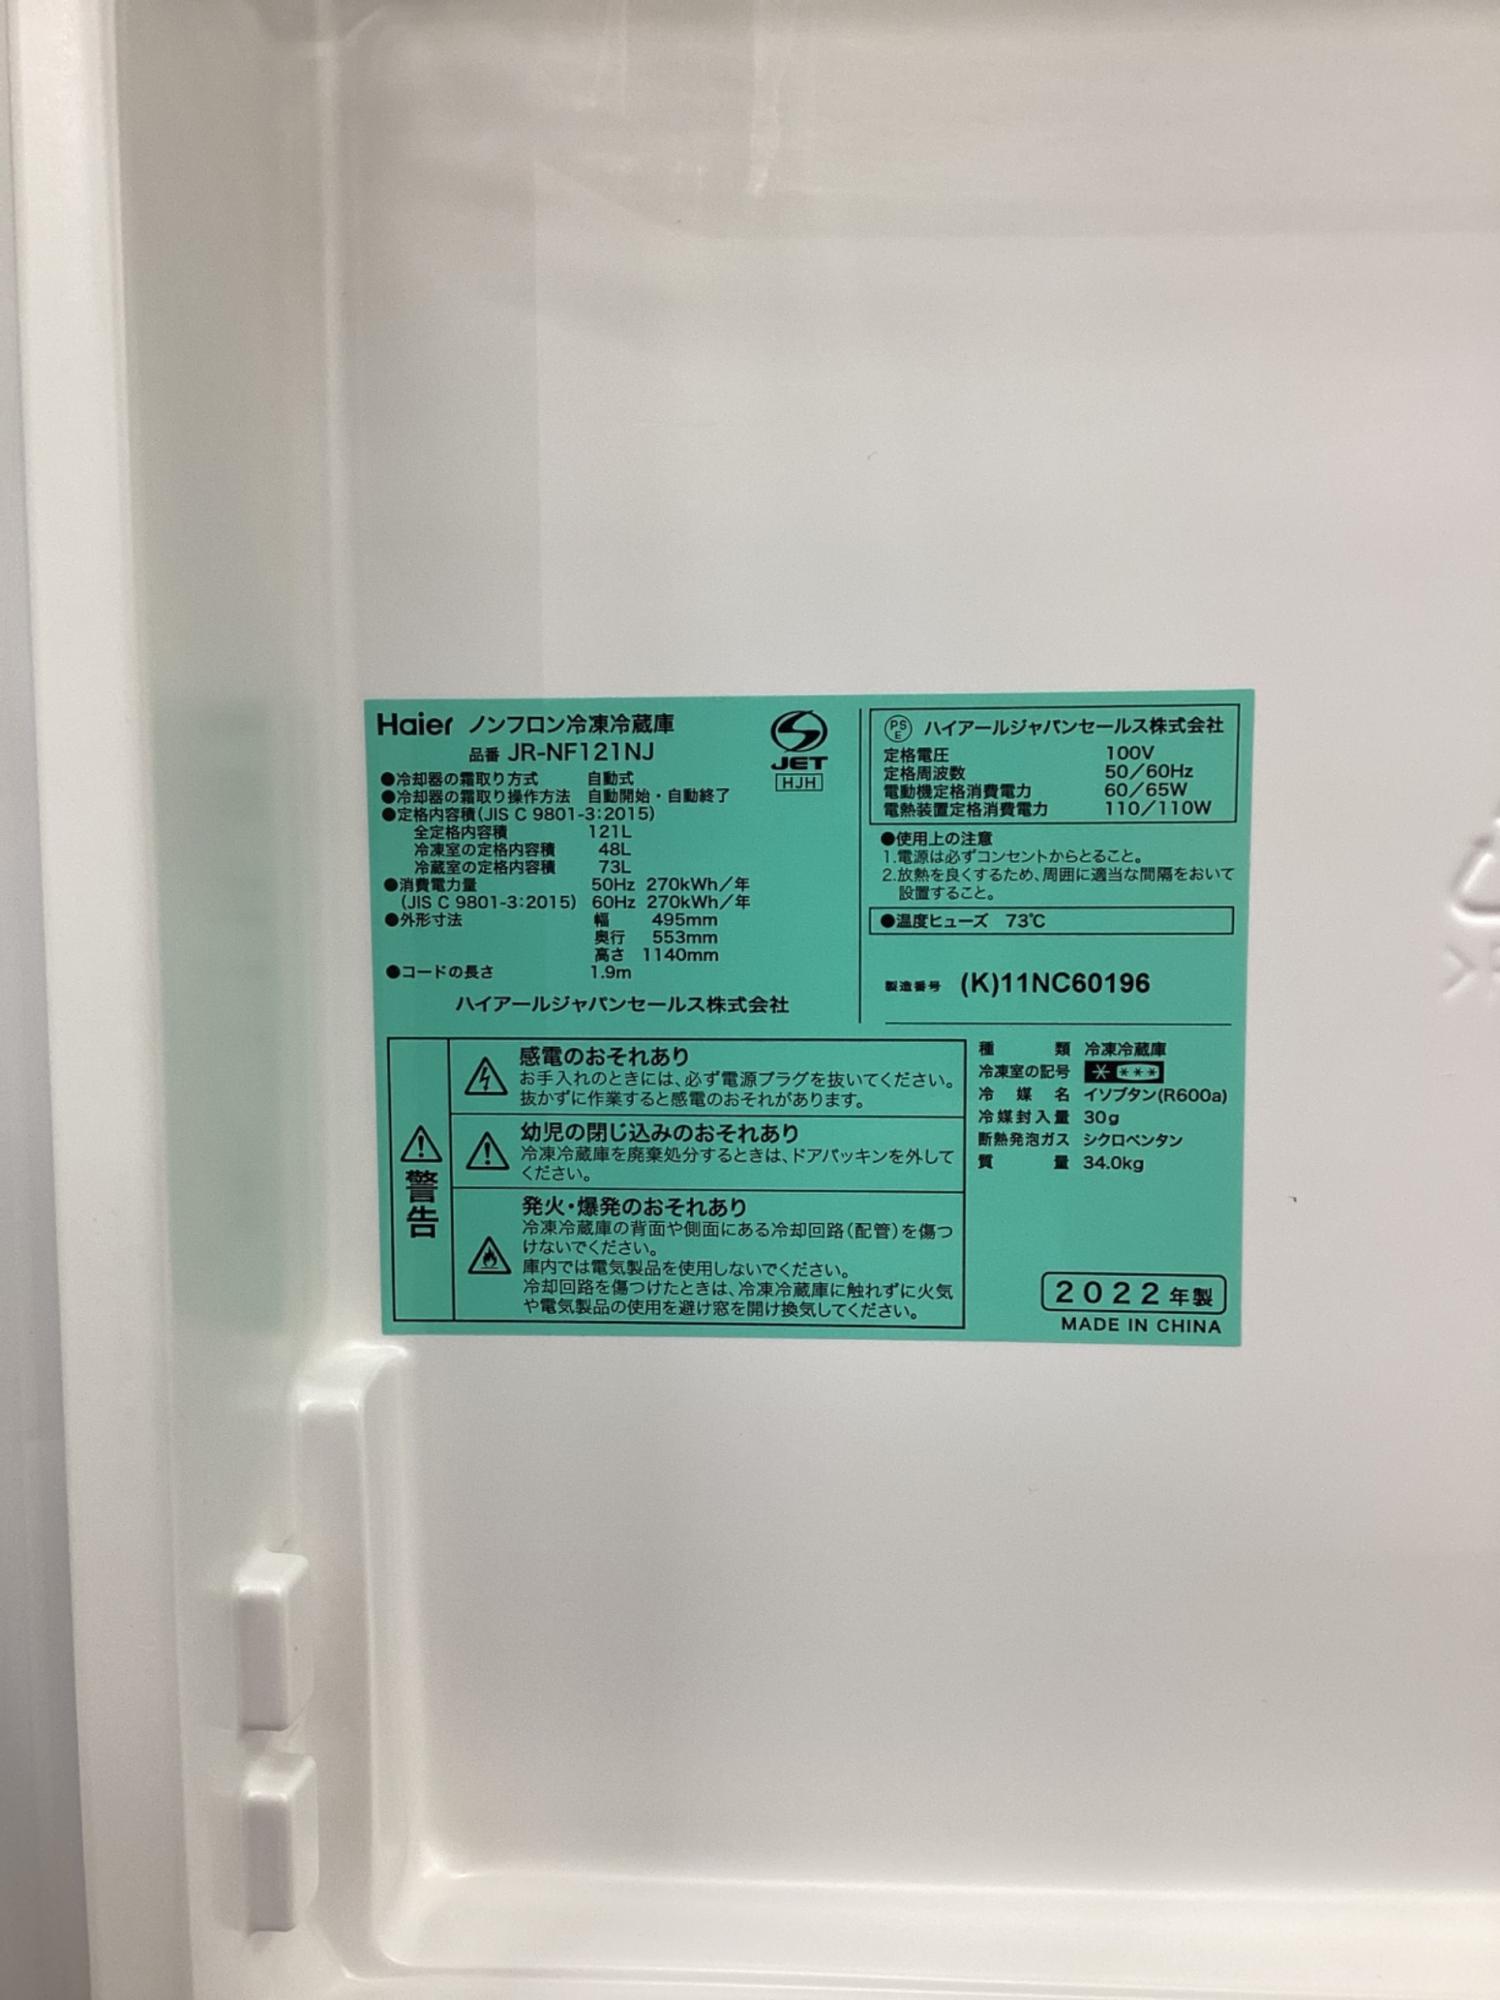 Haier ノンフロン冷凍冷蔵庫
品番 JR-NF121NJ
●冷却器の霜取り方式 自動式
●冷却器の霜取り操作方法 自動開始・自動終了
●定格内容積(JIS C 9801-3:2015)
全定格内容積 121L
冷凍室の定格内容積 48L
冷蔵室の定格内容積 73L
●消費電力量 50Hz 270kWh/年
(JIS C 9801-3:2015) 60Hz 270kWh/年
●外形寸法 幅 495mm
奥行 553mm
高さ 1140mm
●コードの長さ 1.9m
ハイアールジャパンセールス株式会社
JET
HJH
PSE ハイアールジャパンセールス株式会社
定格電圧 100V
定格周波数 50/60Hz
電動機定格消費電力 60/65W
電熱装置定格消費電力 110/110W
●使用上の注意
1.電源は必ずコンセントからとること。
2.放熱を良くするため、周囲に適当な間隔をおいて
設置すること。
●温度ヒューズ 73℃
製造番号 (K)11NC60196
警告
感電のおそれあり
お手入れのときには、必ず電源プラグを抜いてください。
抜かずに作業すると感電のおそれがあります。
幼児の閉じ込みのおそれあり
冷凍冷蔵庫を廃棄処分するときは、ドアパッキンを外して
ください。
発火・爆発のおそれあり
冷凍冷蔵庫の背面や側面にある冷却回路(配管)を傷つ
けないでください。
庫内では電気製品を使用しないでください。
冷却回路を傷つけたときは、冷凍冷蔵庫に触れずに火気
や電気製品の使用を避け窓を開け換気してください。
種類 冷凍冷蔵庫
冷凍室の記号 ****
冷媒名 イソブタン(R600a)
冷媒封入量 30g
断熱発泡ガス シクロペンタン
質量 34.0kg
2022年製
MADE IN CHINA